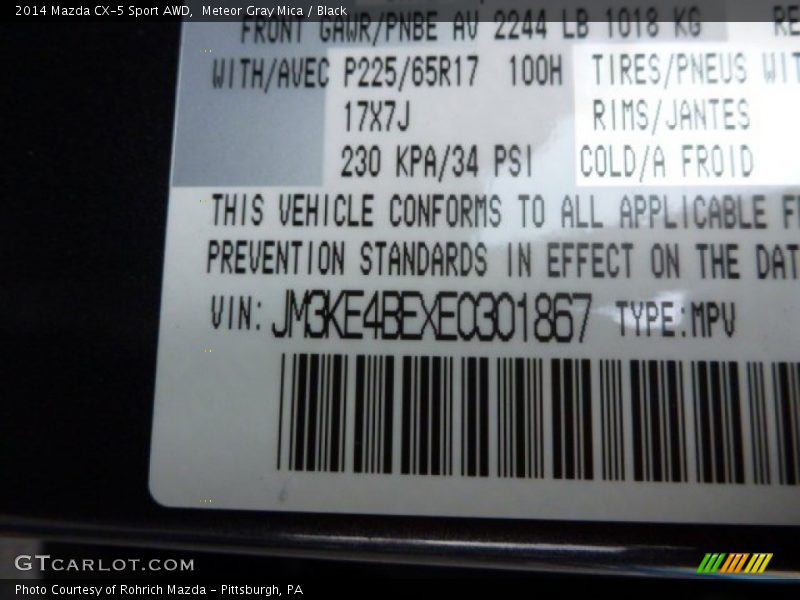 2014 Mazda CX-5 Sport AWD,  Meteor Gray Mica / Black
FRONT GAWR/PNBE AV 2244 LB 1018 KG
WITH/AVEC P225/65R17 100H TIRES/PNEUS WIT
17X7J RIMS/JANTES
230 KPA/34 PSI COLD/A FROID
THIS VEHICLE CONFORMS TO ALL APPLICABLE FE
PREVENTION STANDARDS IN EFFECT ON THE DAT
VIN: JM3KE4BEXE0301867 TYPE:MPV
GTCARLOT.COM
Photo Courtesy of Rohrich Mazda - Pittsburgh, PA